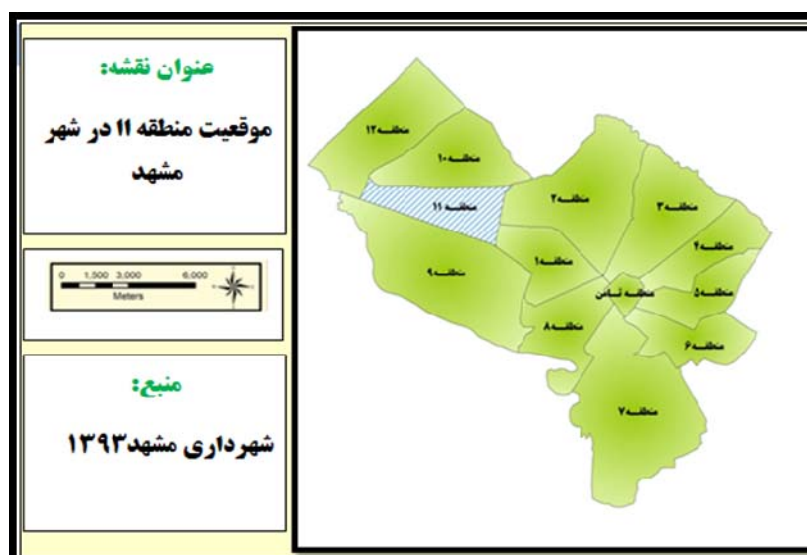 عنوان نقشه:
موقعیت منطقه ۱۱ در شهر
مشهد
0 1,500 3,000 6,000
Meters
منبع:
شهرداری مشهد۱۳۹۳
منطقه ۱۲
منطقه ۱۰
منطقه ۱۱
منطقه ۹
منطقه ۲
منطقه ۱
منطقه ۳
منطقه ۴
منطقه ثامن
منطقه ۵
منطقه ۸
منطقه ۶
منطقه ۷